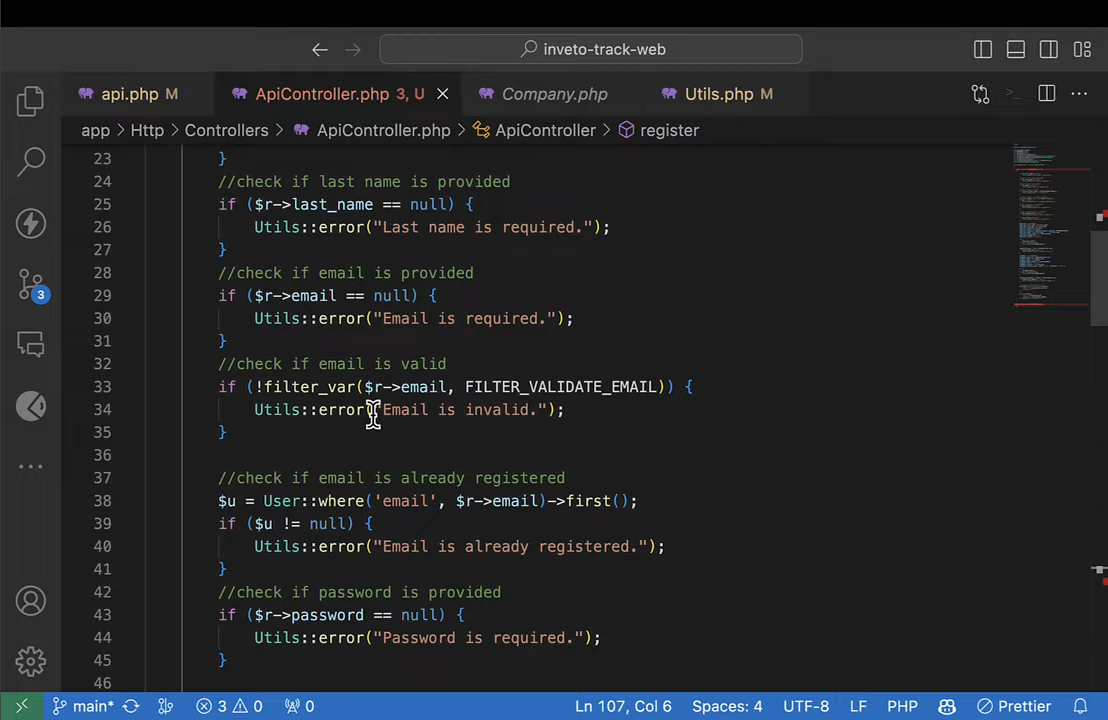 inveto-track-web
api.php M
ApiController.php 3, U
Company.php
Utils.php M
app > Http > Controllers > ApiController.php > ApiController > register
23 }
24 //check if last name is provided
25 if ($r->last_name == null) {
26 Utils::error("Last name is required.");
27 }
28 //check if email is provided
29 if ($r->email == null) {
30 Utils::error("Email is required.");
31 }
32 //check if email is valid
33 if (!filter_var($r->email, FILTER_VALIDATE_EMAIL)) {
34 Utils::error("Email is invalid.");
35 }
36
37 //check if email is already registered
38 $u = User::where('email', $r->email)->first();
39 if ($u != null) {
40 Utils::error("Email is already registered.");
41 }
42 //check if password is provided
43 if ($r->password == null) {
44 Utils::error("Password is required.");
45 }
46
3
main* 3 0 0 Ln 107, Col 6 Spaces: 4 UTF-8 LF PHP Prettier